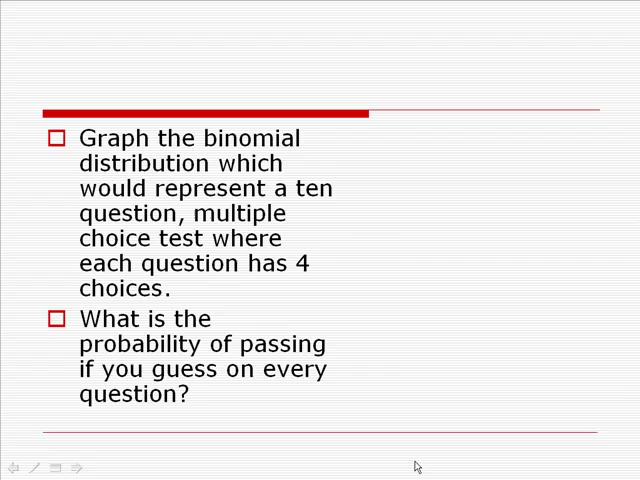 Graph the binomial
distribution which
would represent a ten
question, multiple
choice test where
each question has 4
choices.
What is the
probability of passing
if you guess on every
question?